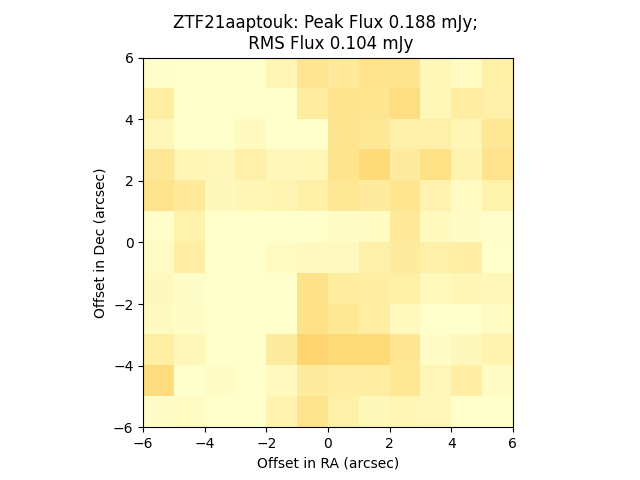 ZTF21aaptouk: Peak Flux 0.188 mJy;
RMS Flux 0.104 mJy
6
4
2
0
−2
−4
−6
Offset in Dec (arcsec)
−6 −4 −2 0 2 4 6
Offset in RA (arcsec)